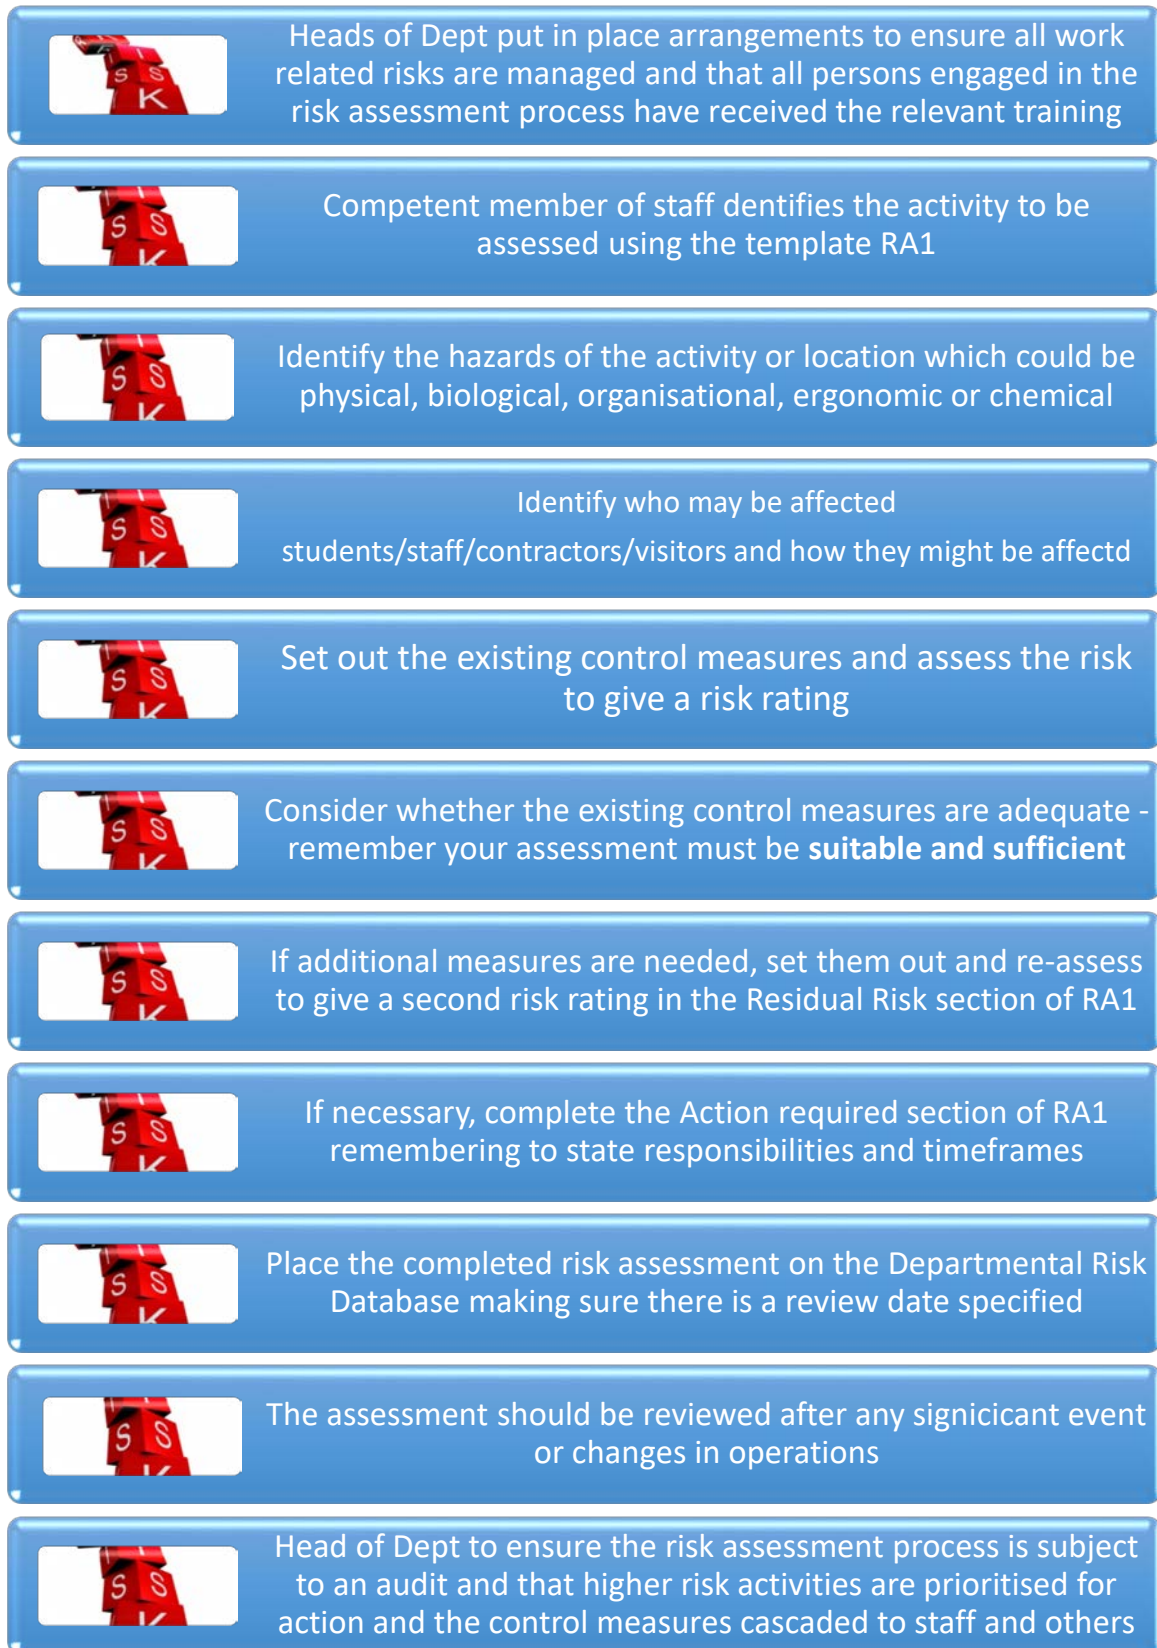 Heads of Dept put in place arrangements to ensure all work
related risks are managed and that all persons engaged in the
risk assessment process have received the relevant training
S S
K
Competent member of staff dentifies the activity to be
assessed using the template RA1
I
S S
K
Identify the hazards of the activity or location which could be
physical, biological, organisational, ergonomic or chemical
I
S S
K
Identify who may be affected
students/staff/contractors/visitors and how they might be affectd
I
S S
K
Set out the existing control measures and assess the risk
to give a risk rating
I
S S
K
Consider whether the existing control measures are adequate -
remember your assessment must be suitable and sufficient
I
S S
K
If additional measures are needed, set them out and re-assess
to give a second risk rating in the Residual Risk section of RA1
I
S S
K
If necessary, complete the Action required section of RA1
remembering to state responsibilities and timeframes
I
S S
K
Place the completed risk assessment on the Departmental Risk
Database making sure there is a review date specified
I
S S
K
The assessment should be reviewed after any signicicant event
or changes in operations
S S
K
Head of Dept to ensure the risk assessment process is subject
to an audit and that higher risk activities are prioritised for
action and the control measures cascaded to staff and others
I
S S
K